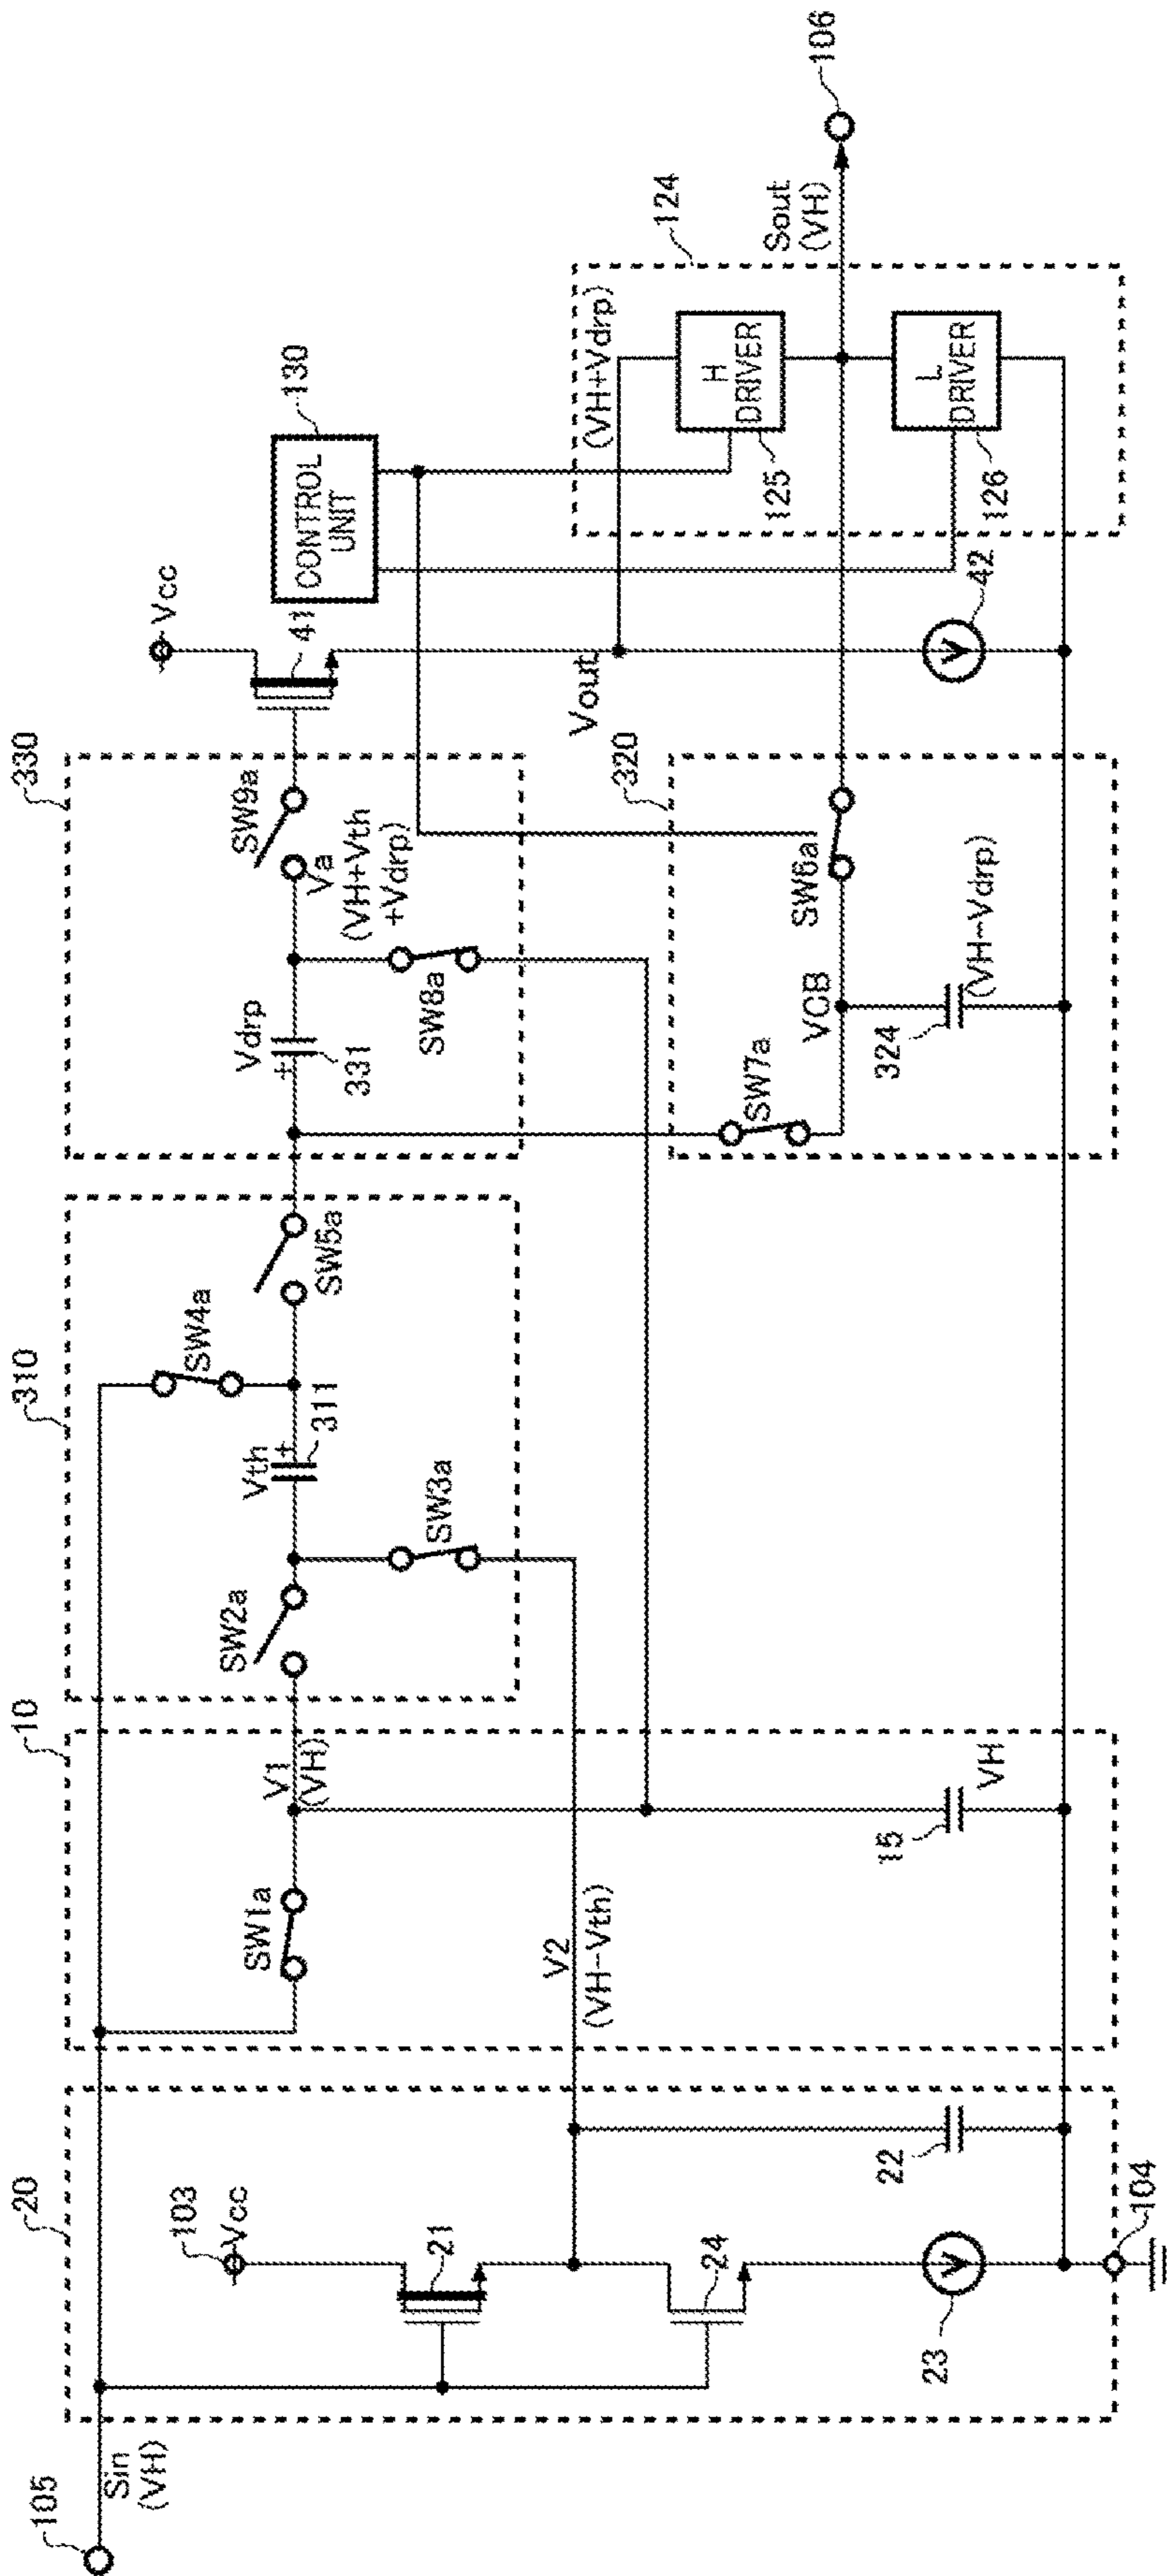 105
Sin
(VH)
20
103
Vcc
21
24
22
23
104
10
SW1a
V1
(VH)
V2
(VH-Vth)
15
VH
310
SW2a
Vth
+
311
SW3a
SW4a
SW5a
330
Vdrp
+
331
SW8a
SW9a
Va
(VH+Vth
+Vdrp)
320
SW7a
VCB
SW6a
324
(VH-Vdrp)
Vcc
41
Vout
42
130
CONTROL
UNIT
124
(VH+Vdrp)
H
DRIVER
125
L
DRIVER
126
Sout
(VH)
106